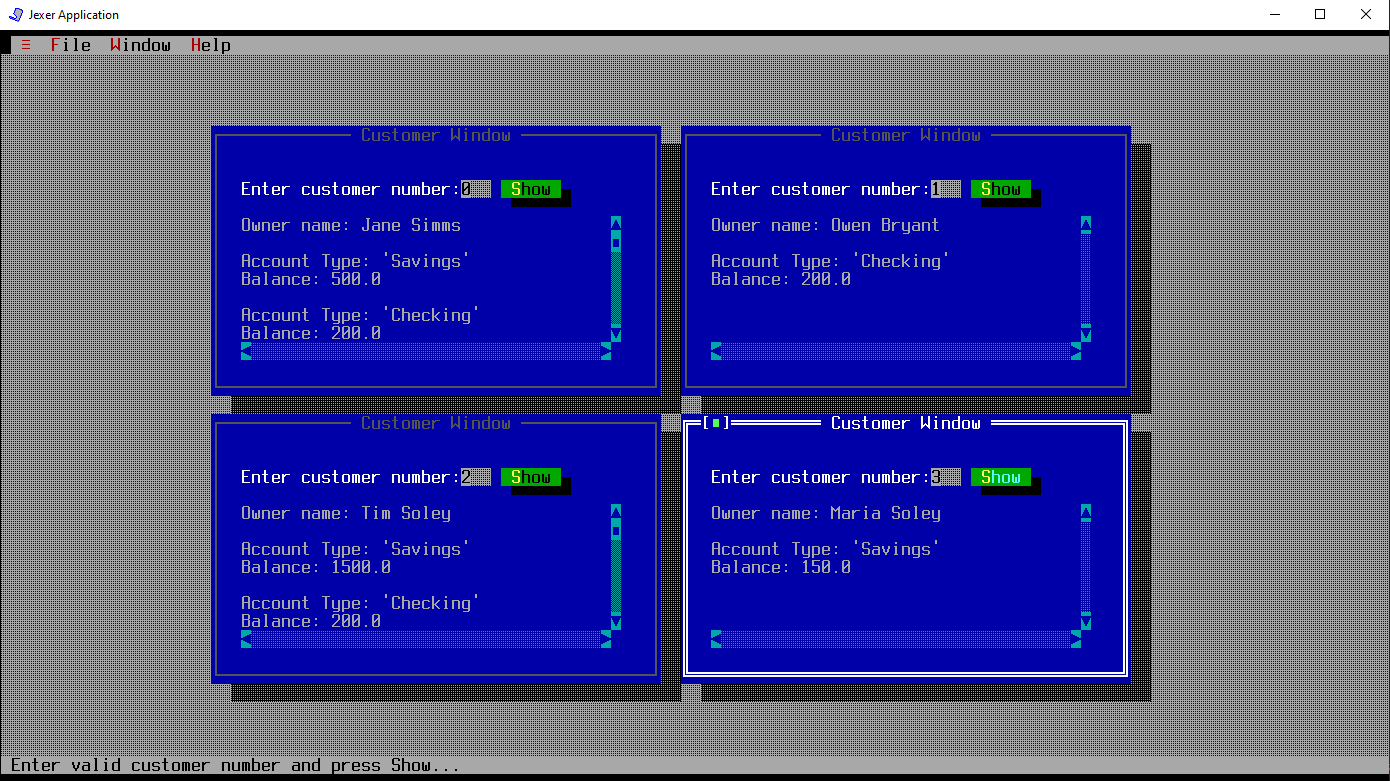 Jexer Application
≡ File Window Help
Customer Window
Enter customer number:0 Show
Owner name: Jane Simms
Account Type: 'Savings'
Balance: 500.0
Account Type: 'Checking'
Balance: 200.0
Customer Window
Enter customer number:1 Show
Owner name: Owen Bryant
Account Type: 'Checking'
Balance: 200.0
Customer Window
Enter customer number:2 Show
Owner name: Tim Soley
Account Type: 'Savings'
Balance: 1500.0
Account Type: 'Checking'
Balance: 200.0
Customer Window
Enter customer number:3 Show
Owner name: Maria Soley
Account Type: 'Savings'
Balance: 150.0
Enter valid customer number and press Show...